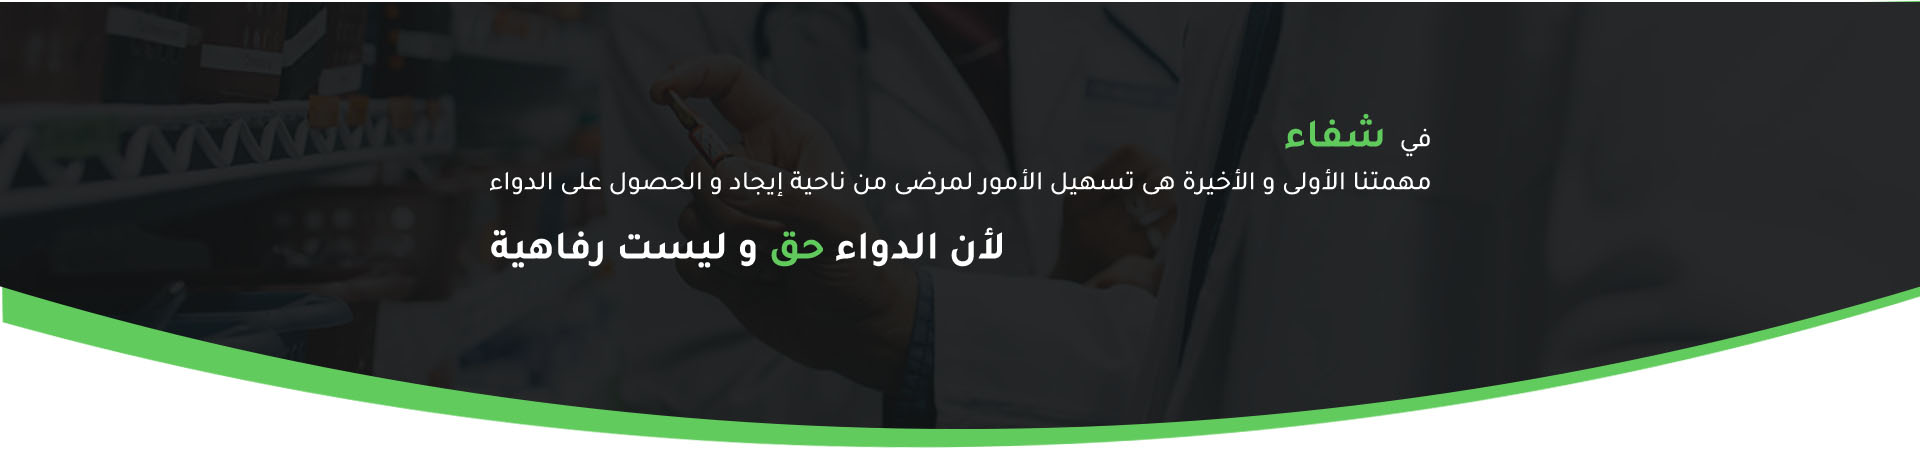 في شفاء
مهمتنا الأولى و الأخيرة هى تسهيل الأمور لمرضى من ناحية إيجاد و الحصول على الدواء
لأن الدواء حق و ليست رفاهية